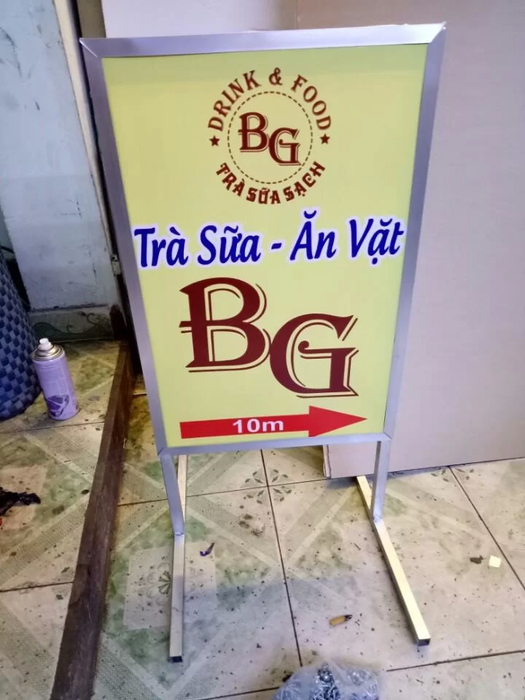 DRINK & FOOD
BG
TRÀ SỮA SẠCH
Trà Sữa - Ăn Vặt
BG
10m